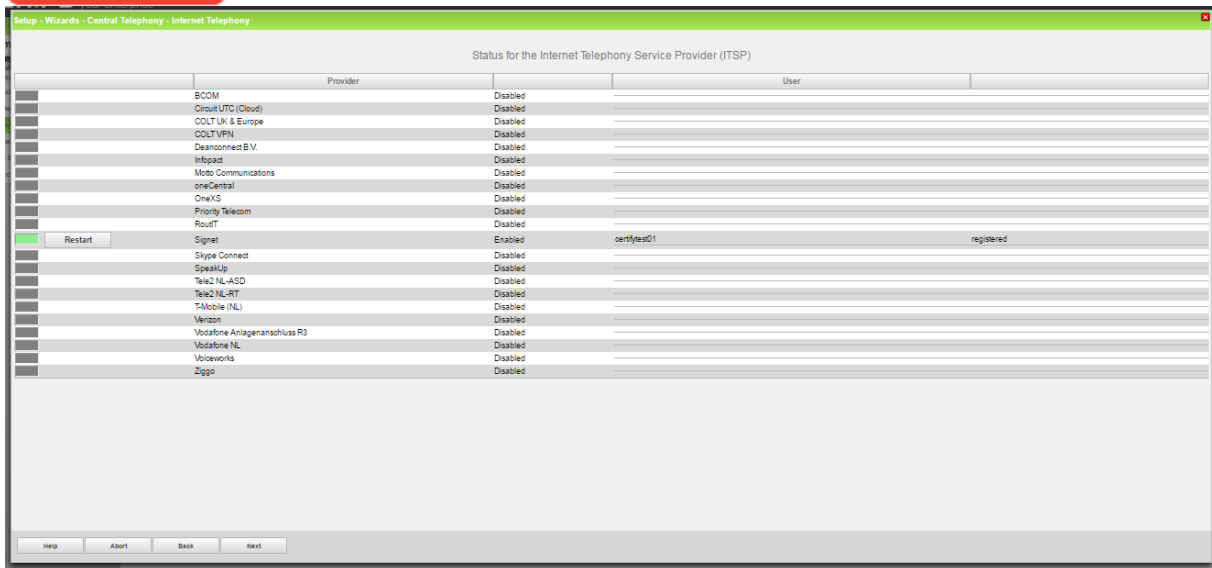 your enterprise
Setup - Wizards - Central Telephony - Internet Telephony
Status for the Internet Telephony Service Provider (ITSP)
Provider User
BCOM Disabled
Circuit UTC (Cloud) Disabled
COLT UK & Europe Disabled
COLT VPN Disabled
Deanconnect B.V. Disabled
Infopact Disabled
Motto Communications Disabled
oneCentral Disabled
OneXS Disabled
Priority Telecom Disabled
RoutIT Disabled
Restart Signet Enabled certifytest01 registered
Skype Connect Disabled
SpeakUp Disabled
Tele2 NL-ASD Disabled
Tele2 NL-RT Disabled
T-Mobile (NL) Disabled
Verizon Disabled
Vodafone Anlagenanschluss R3 Disabled
Vodafone NL Disabled
Voiceworks Disabled
Ziggo Disabled
Help Abort Back Next